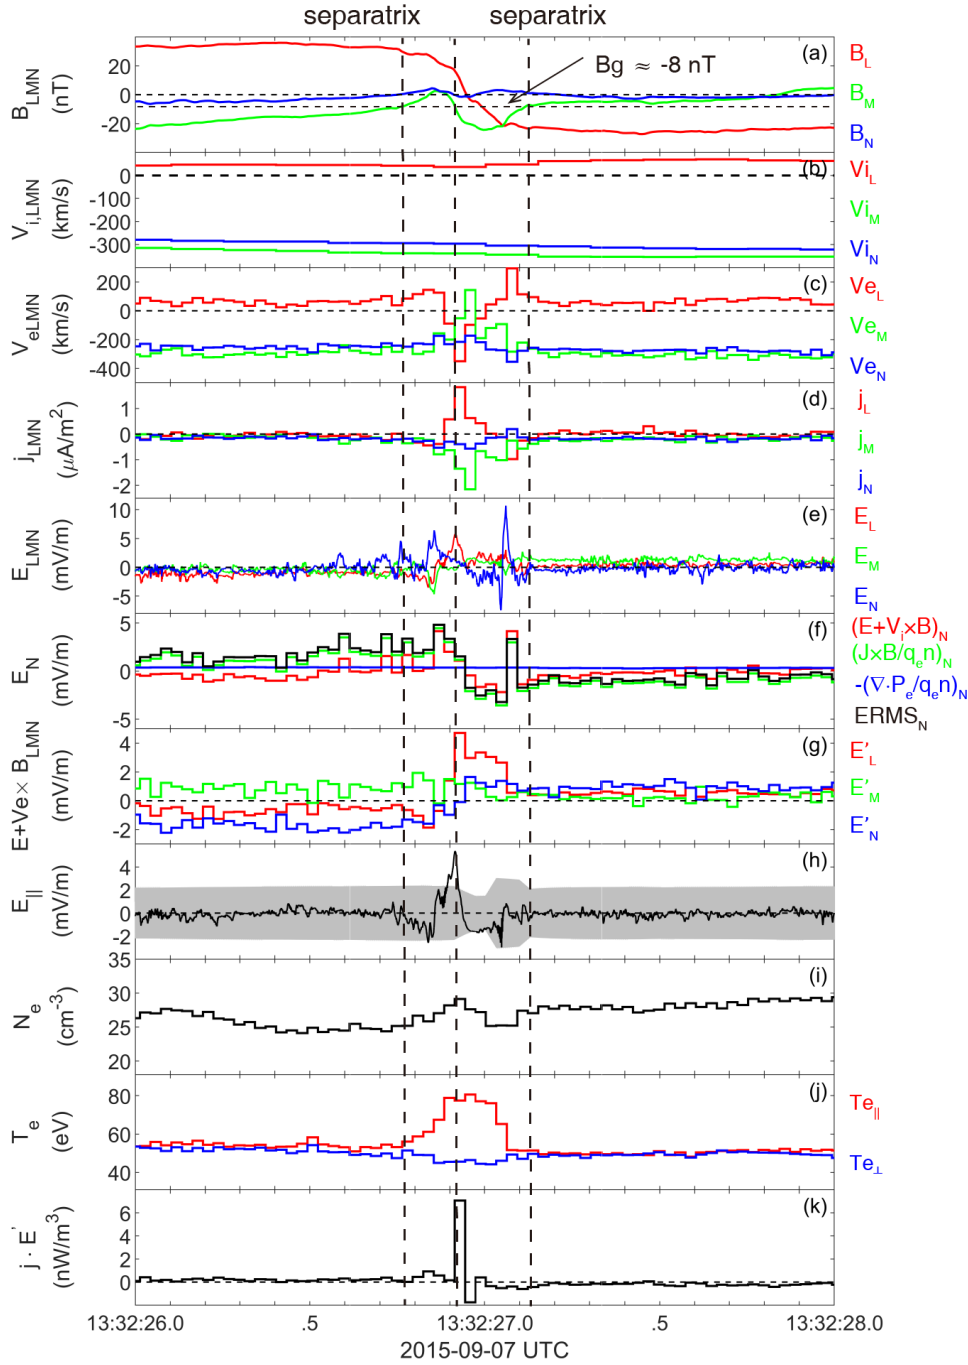 separatrix separatrix
(a)
Bg ≈ -8 nT
B_LMN
(nT)
20
0
-20
B_L
B_M
B_N
(b)
V_i,LMN
(km/s)
0
-100
-200
-300
Vi_L
Vi_M
Vi_N
(c)
V_eLMN
(km/s)
200
0
-200
-400
Ve_L
Ve_M
Ve_N
(d)
j_LMN
(μA/m²)
1
0
-1
-2
j_L
j_M
j_N
(e)
E_LMN
(mV/m)
10
5
0
-5
E_L
E_M
E_N
(f)
E_N
(mV/m)
5
0
-5
(E+V_i×B)_N
(J×B/q_e n)_N
-(∇·P_e/q_e n)_N
ERMS_N
(g)
E+Ve×B_LMN
(mV/m)
4
2
0
-2
E'_L
E'_M
E'_N
(h)
E_||
(mV/m)
4
2
0
-2
(i)
N_e
(cm⁻³)
35
30
25
20
(j)
T_e
(eV)
80
60
40
Te_||
Te_⊥
(k)
j · E'
(nW/m³)
6
4
2
0
13:32:26.0 .5 13:32:27.0 .5 13:32:28.0
2015-09-07 UTC